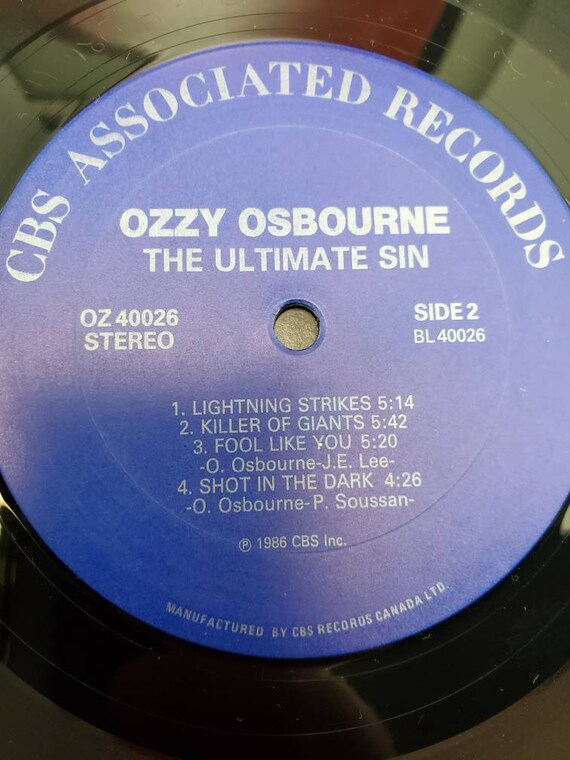 CBS ASSOCIATED RECORDS
OZZY OSBOURNE
THE ULTIMATE SIN
OZ 40026
STEREO
SIDE 2
BL 40026
1. LIGHTNING STRIKES 5:14
2. KILLER OF GIANTS 5:42
3. FOOL LIKE YOU 5:20
-O. Osbourne-J.E. Lee-
4. SHOT IN THE DARK 4:26
-O. Osbourne-P. Soussan-
℗ 1986 CBS Inc.
MANUFACTURED BY CBS RECORDS CANADA LTD.